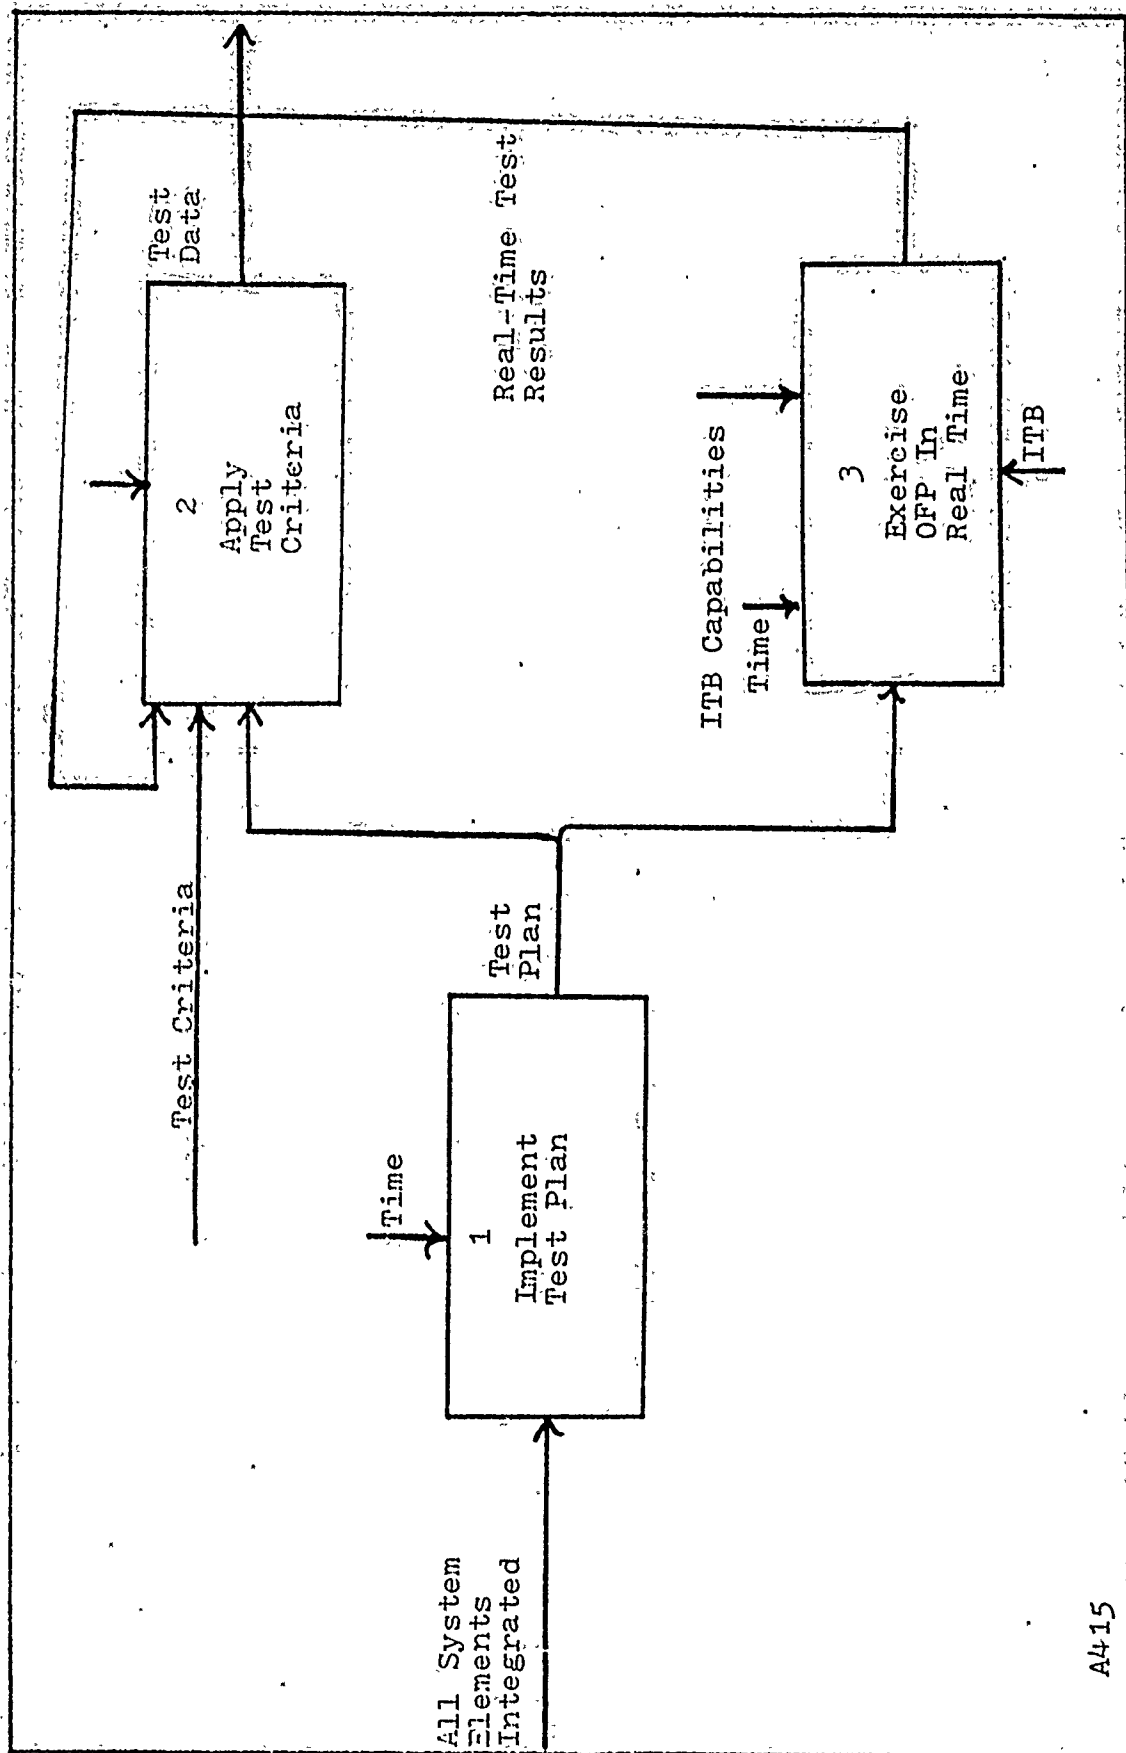 Test
Data
2
Apply
Test
Criteria
Test Criteria
Real-Time Test
Results
Time
1
Implement
Test Plan
Test
Plan
ITB Capabilities
Time
3
Exercise
OFP In
Real Time
ITB
All System
Elements
Integrated
A415